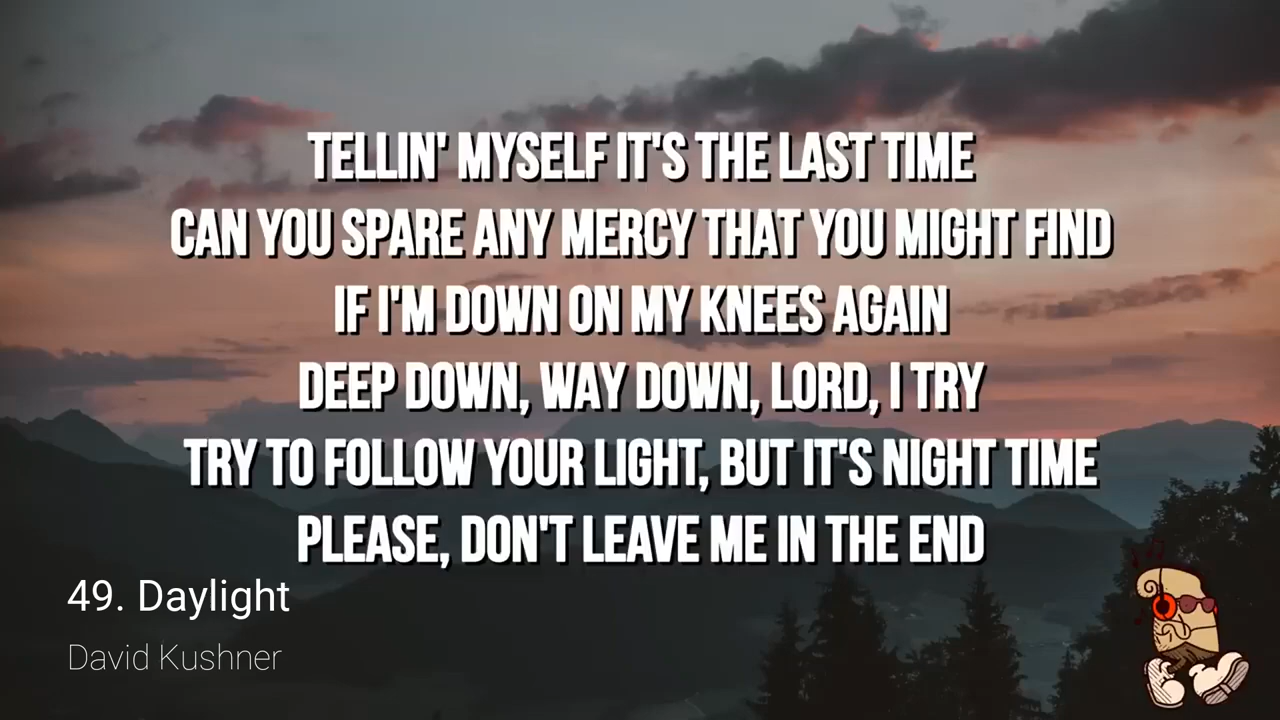 TELLIN' MYSELF IT'S THE LAST TIME
CAN YOU SPARE ANY MERCY THAT YOU MIGHT FIND
IF I'M DOWN ON MY KNEES AGAIN
DEEP DOWN, WAY DOWN, LORD, I TRY
TRY TO FOLLOW YOUR LIGHT, BUT IT'S NIGHT TIME
PLEASE, DON'T LEAVE ME IN THE END
49. Daylight
David Kushner